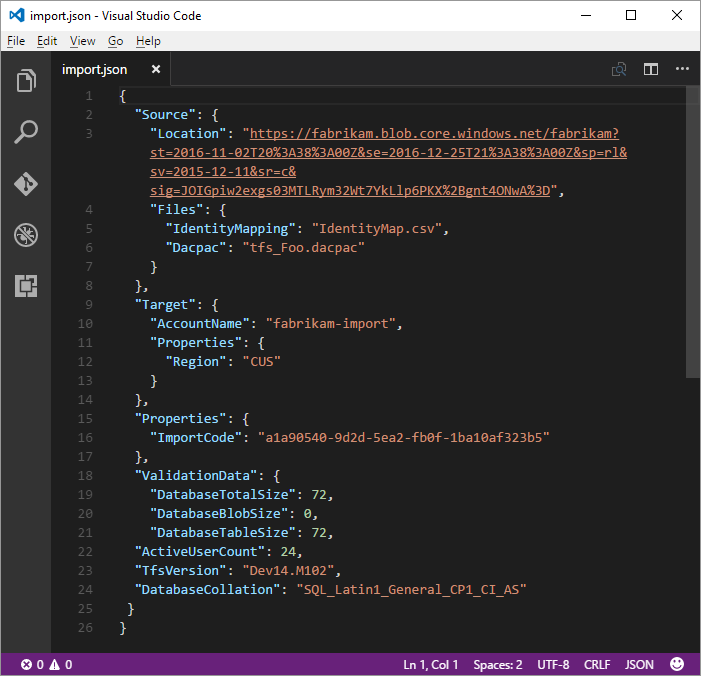 import.json - Visual Studio Code
File Edit View Go Help
import.json
1 {
2 "Source": {
3 "Location": "https://fabrikam.blob.core.windows.net/fabrikam?
st=2016-11-02T20%3A38%3A00Z&se=2016-12-25T21%3A38%3A00Z&sp=rl&
sv=2015-12-11&sr=c&
sig=JOIGpiw2exgs03MTLRym32Wt7YkLlp6PKX%2Bgnt4ONwA%3D",
4 "Files": {
5 "IdentityMapping": "IdentityMap.csv",
6 "Dacpac": "tfs_Foo.dacpac"
7 }
8 },
9 "Target": {
10 "AccountName": "fabrikam-import",
11 "Properties": {
12 "Region": "CUS"
13 }
14 },
15 "Properties": {
16 "ImportCode": "a1a90540-9d2d-5ea2-fb0f-1ba10af323b5"
17 },
18 "ValidationData": {
19 "DatabaseTotalSize": 72,
20 "DatabaseBlobSize": 0,
21 "DatabaseTableSize": 72,
22 "ActiveUserCount": 24,
23 "TfsVersion": "Dev14.M102",
24 "DatabaseCollation": "SQL_Latin1_General_CP1_CI_AS"
25 }
26 }
0 0 Ln 1, Col 1 Spaces: 2 UTF-8 CRLF JSON